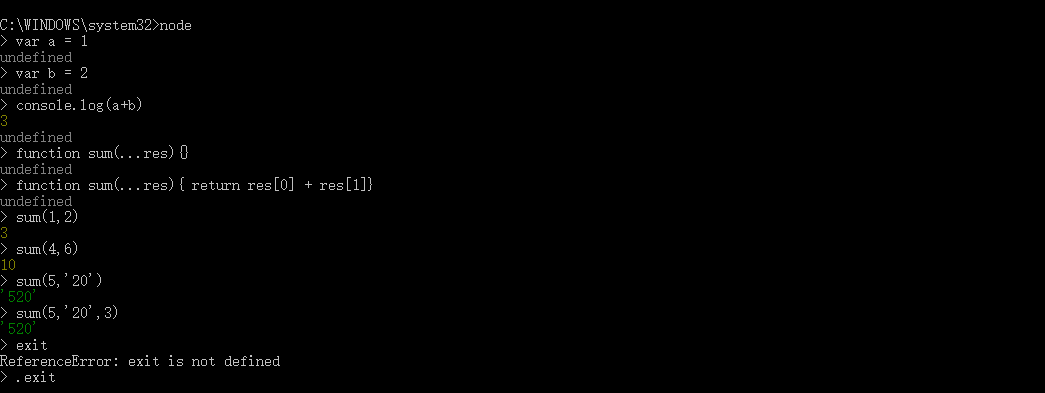 C:\WINDOWS\system32>node
> var a = 1
undefined
> var b = 2
undefined
> console.log(a+b)
3
undefined
> function sum(...res){}
undefined
> function sum(...res){ return res[0] + res[1]}
undefined
> sum(1,2)
3
> sum(4,6)
10
> sum(5,'20')
'520'
> sum(5,'20',3)
'520'
> exit
ReferenceError: exit is not defined
> .exit